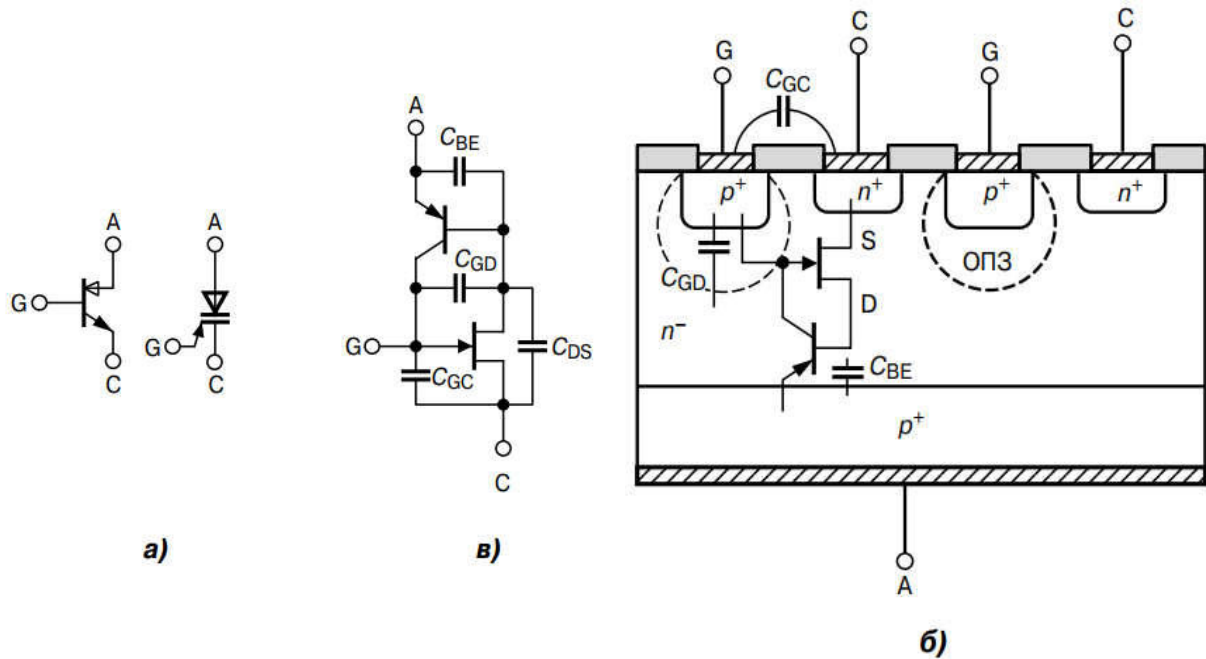 A
A
G
G
C
C
а)
A
C_BE
C_GD
G
C_DS
C_GC
C
в)
G
C_GC
C
G
C
p⁺
n⁺
p⁺
n⁺
S
C_GD
ОПЗ
D
n⁻
C_BE
p⁺
A
б)